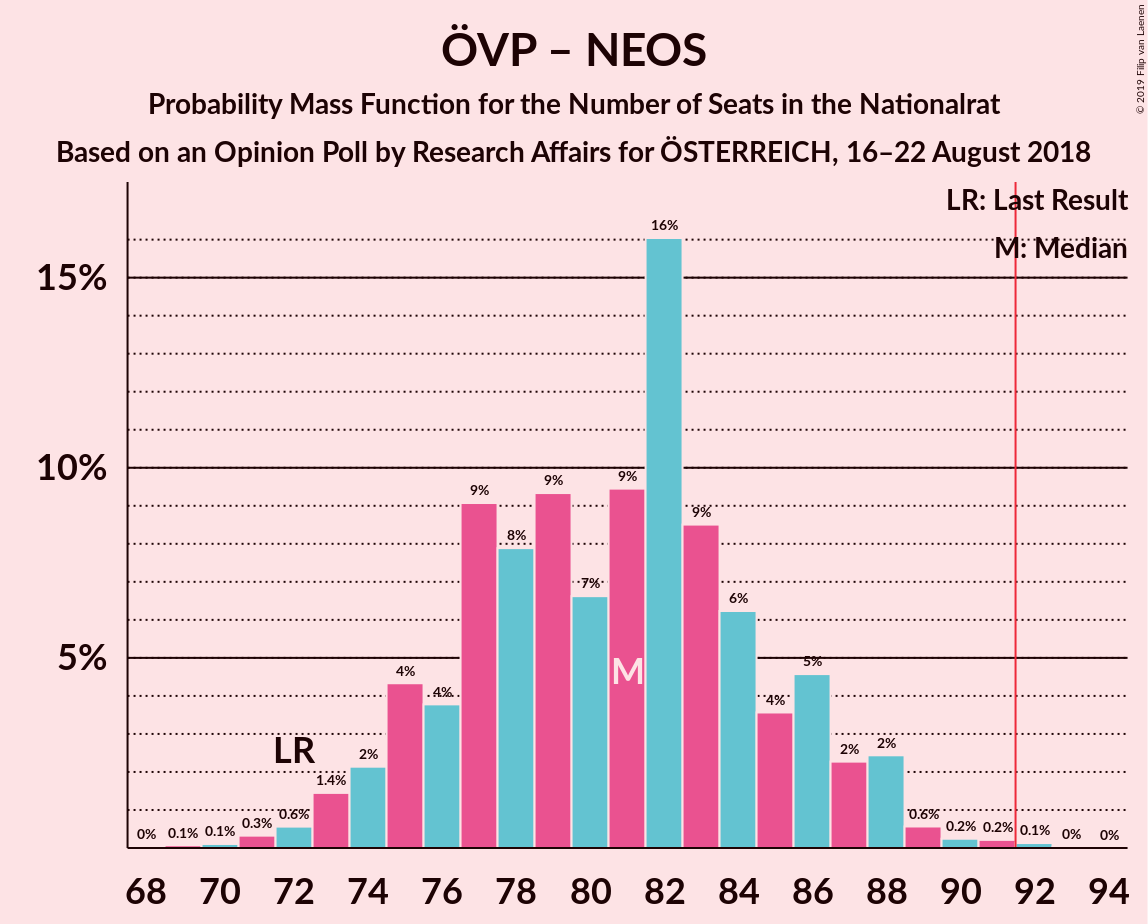 © 2019 Filip van Laenen
ÖVP – NEOS
Probability Mass Function for the Number of Seats in the Nationalrat
Based on an Opinion Poll by Research Affairs for ÖSTERREICH, 16–22 August 2018
LR: Last Result
M: Median
15%
10%
5%
0% 0.1% 0.1% 0.3% 0.6% 1.4% 2% 4% 4% 9% 8% 9% 7% 9% 16% 9% 6% 4% 5% 2% 2% 0.6% 0.2% 0.2% 0.1% 0% 0%
LR
M
68 70 72 74 76 78 80 82 84 86 88 90 92 94